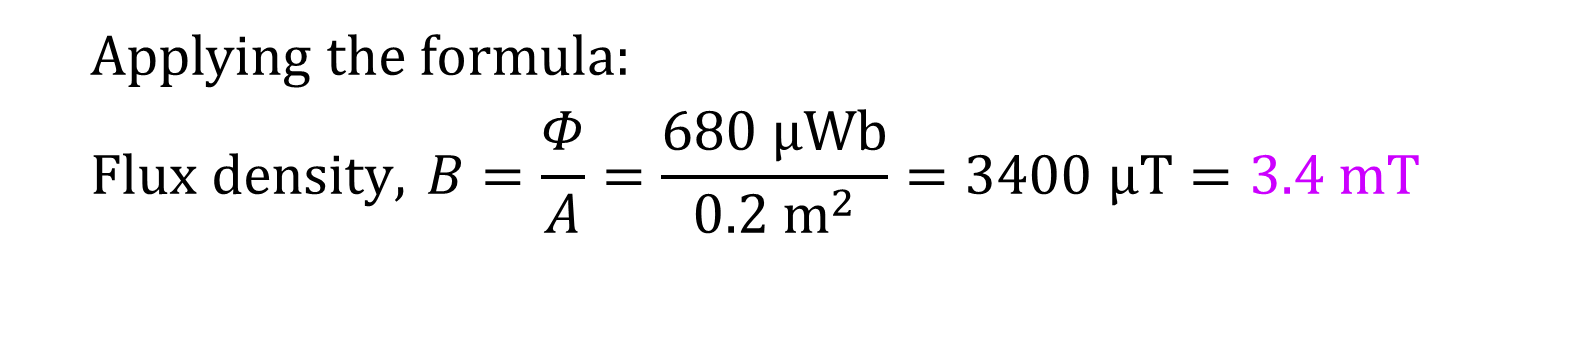 Applying the formula:
Flux density, B = Φ/A = 680 μWb/0.2 m² = 3400 μT = 3.4 mT